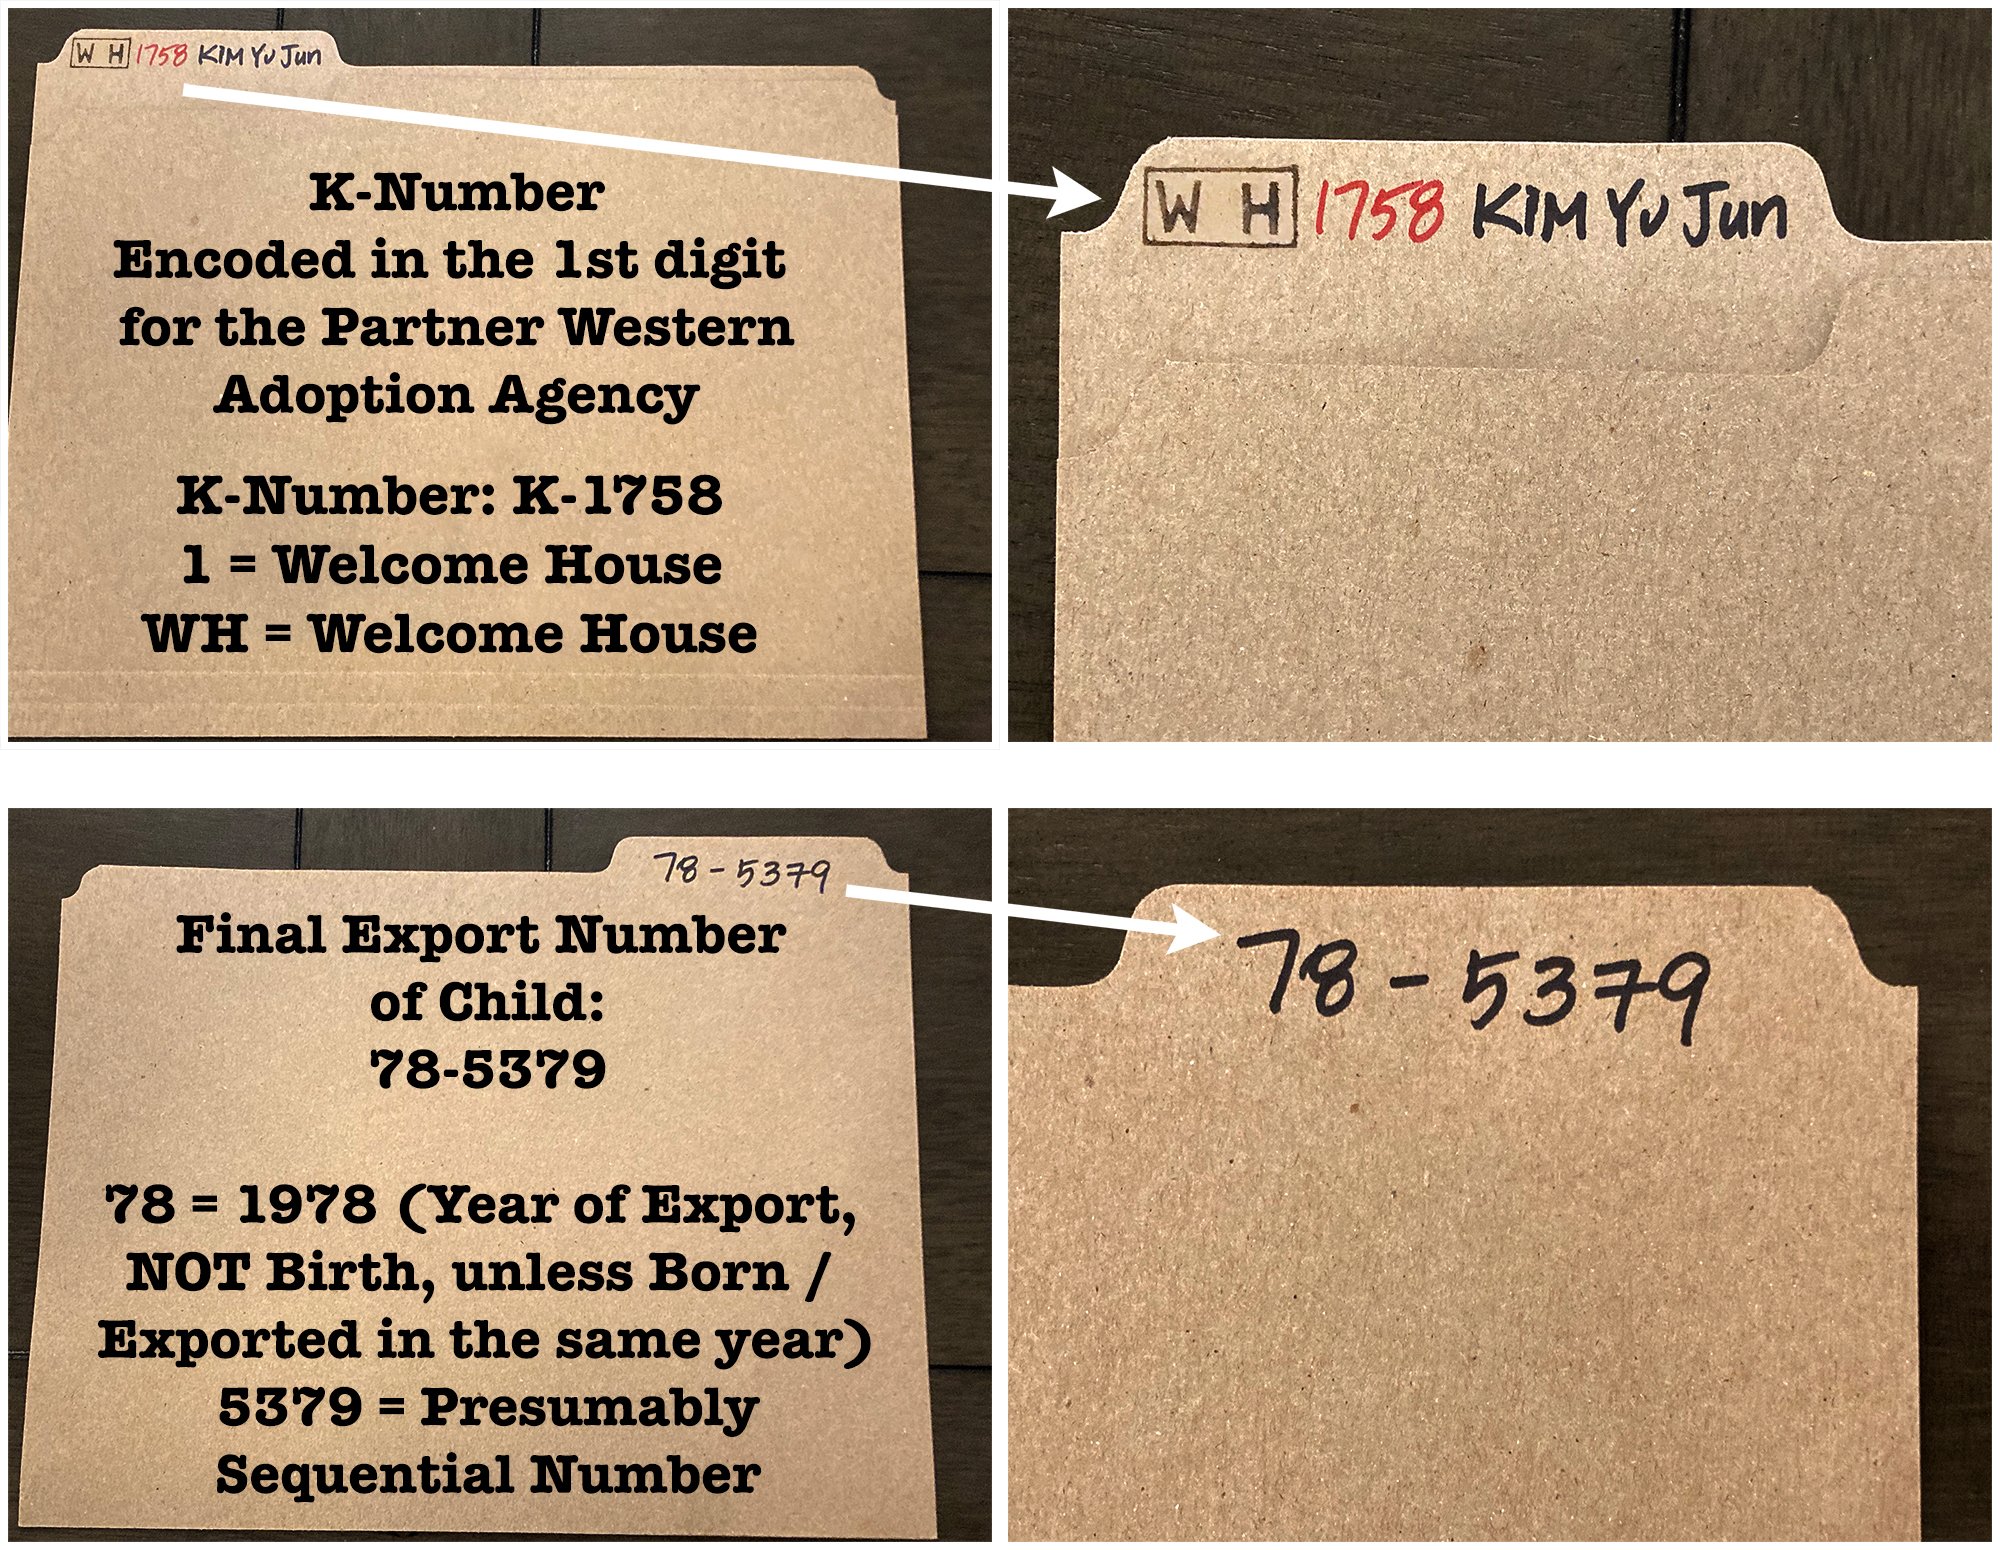 W H 1758 KIM Yu Jun
K-Number
Encoded in the 1st digit
for the Partner Western
Adoption Agency
K-Number: K-1758
1 = Welcome House
WH = Welcome House
W H 1758 KIM Yu Jun
78-5379
Final Export Number
of Child:
78-5379
78 = 1978 (Year of Export,
NOT Birth, unless Born /
Exported in the same year)
5379 = Presumably
Sequential Number
78-5379